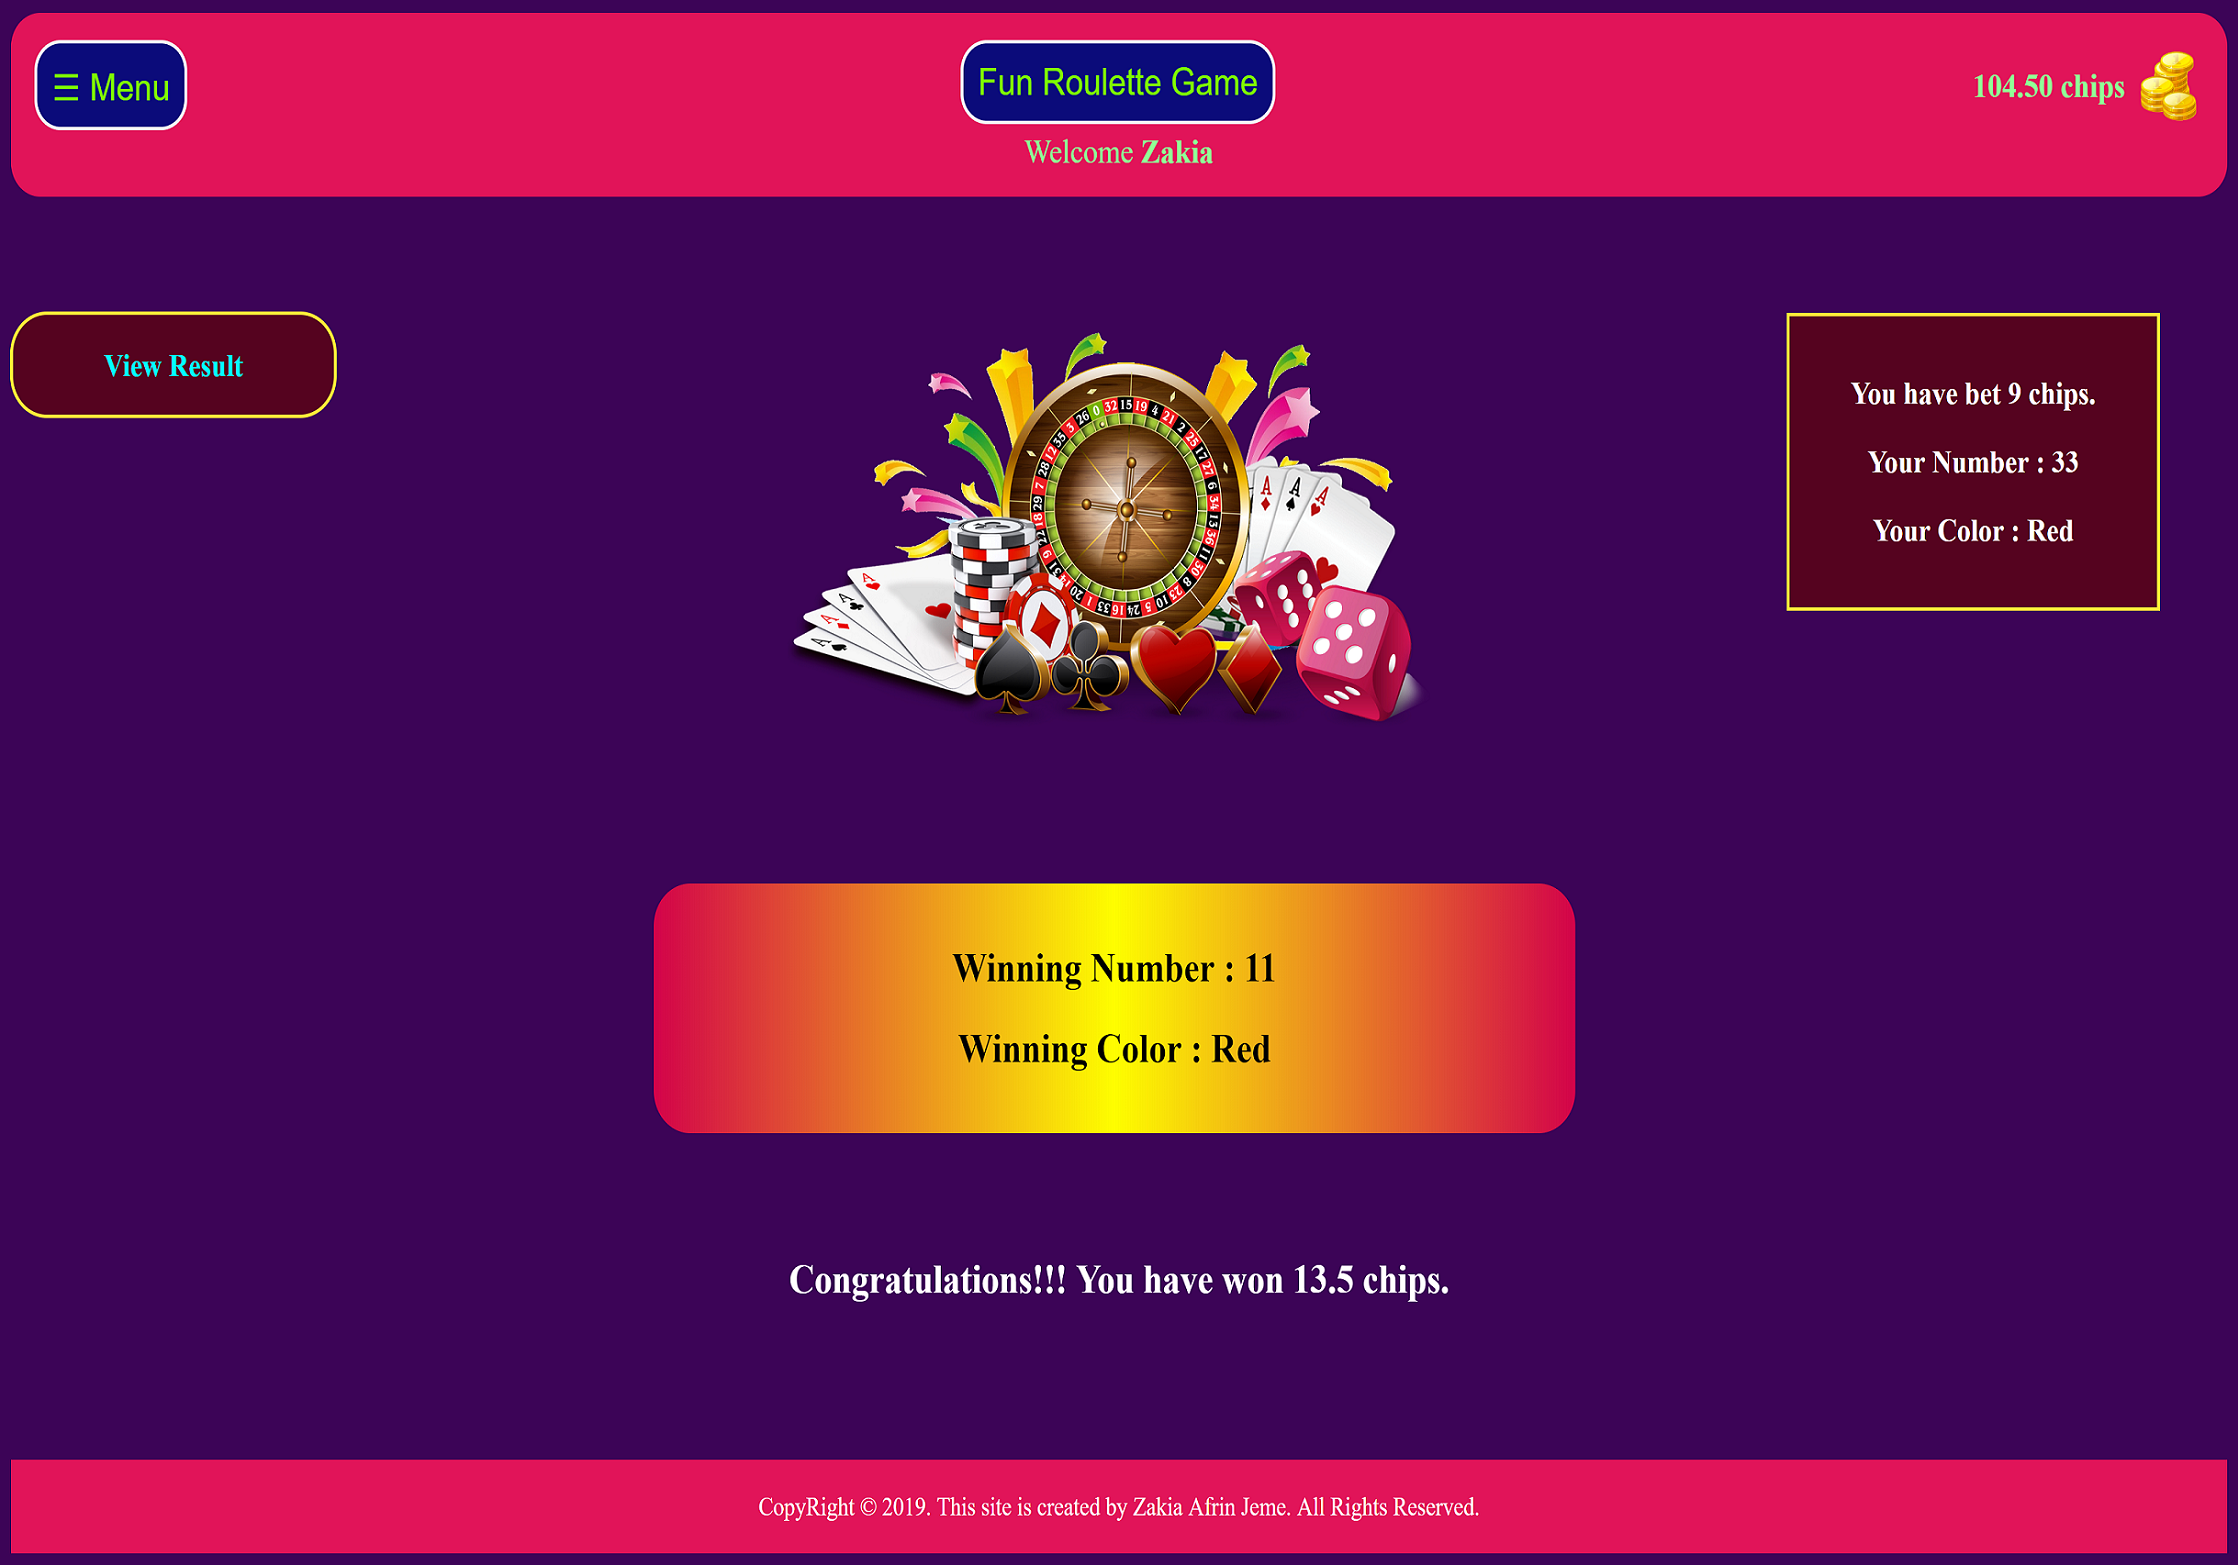 ☰ Menu
Fun Roulette Game
104.50 chips
Welcome Zakia
View Result
You have bet 9 chips.
Your Number : 33
Your Color : Red
Winning Number : 11
Winning Color : Red
Congratulations!!! You have won 13.5 chips.
CopyRight © 2019. This site is created by Zakia Afrin Jeme. All Rights Reserved.